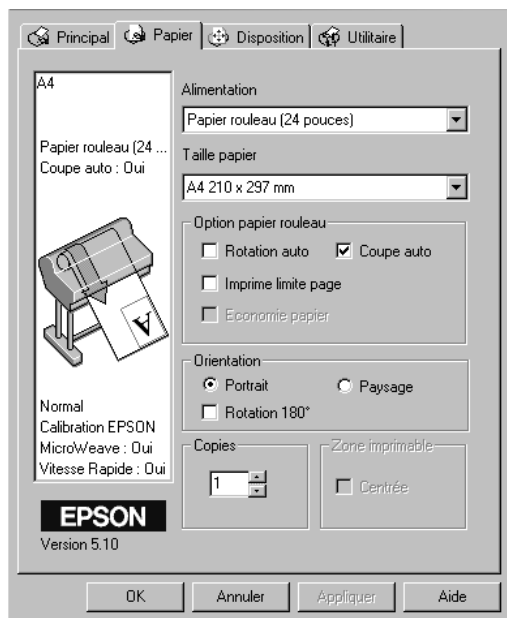 Principal Papier Disposition Utilitaire
A4
Papier rouleau (24 ...
Coupe auto : Oui
A
Normal
Calibration EPSON
MicroWeave : Oui
Vitesse Rapide : Oui
EPSON
Version 5.10
Alimentation
Papier rouleau (24 pouces)
Taille papier
A4 210 x 297 mm
Option papier rouleau
Rotation auto Coupe auto
Imprime limite page
Economie papier
Orientation
Portrait Paysage
Rotation 180°
Copies
1
Zone imprimable
Centrée
OK Annuler Appliquer Aide